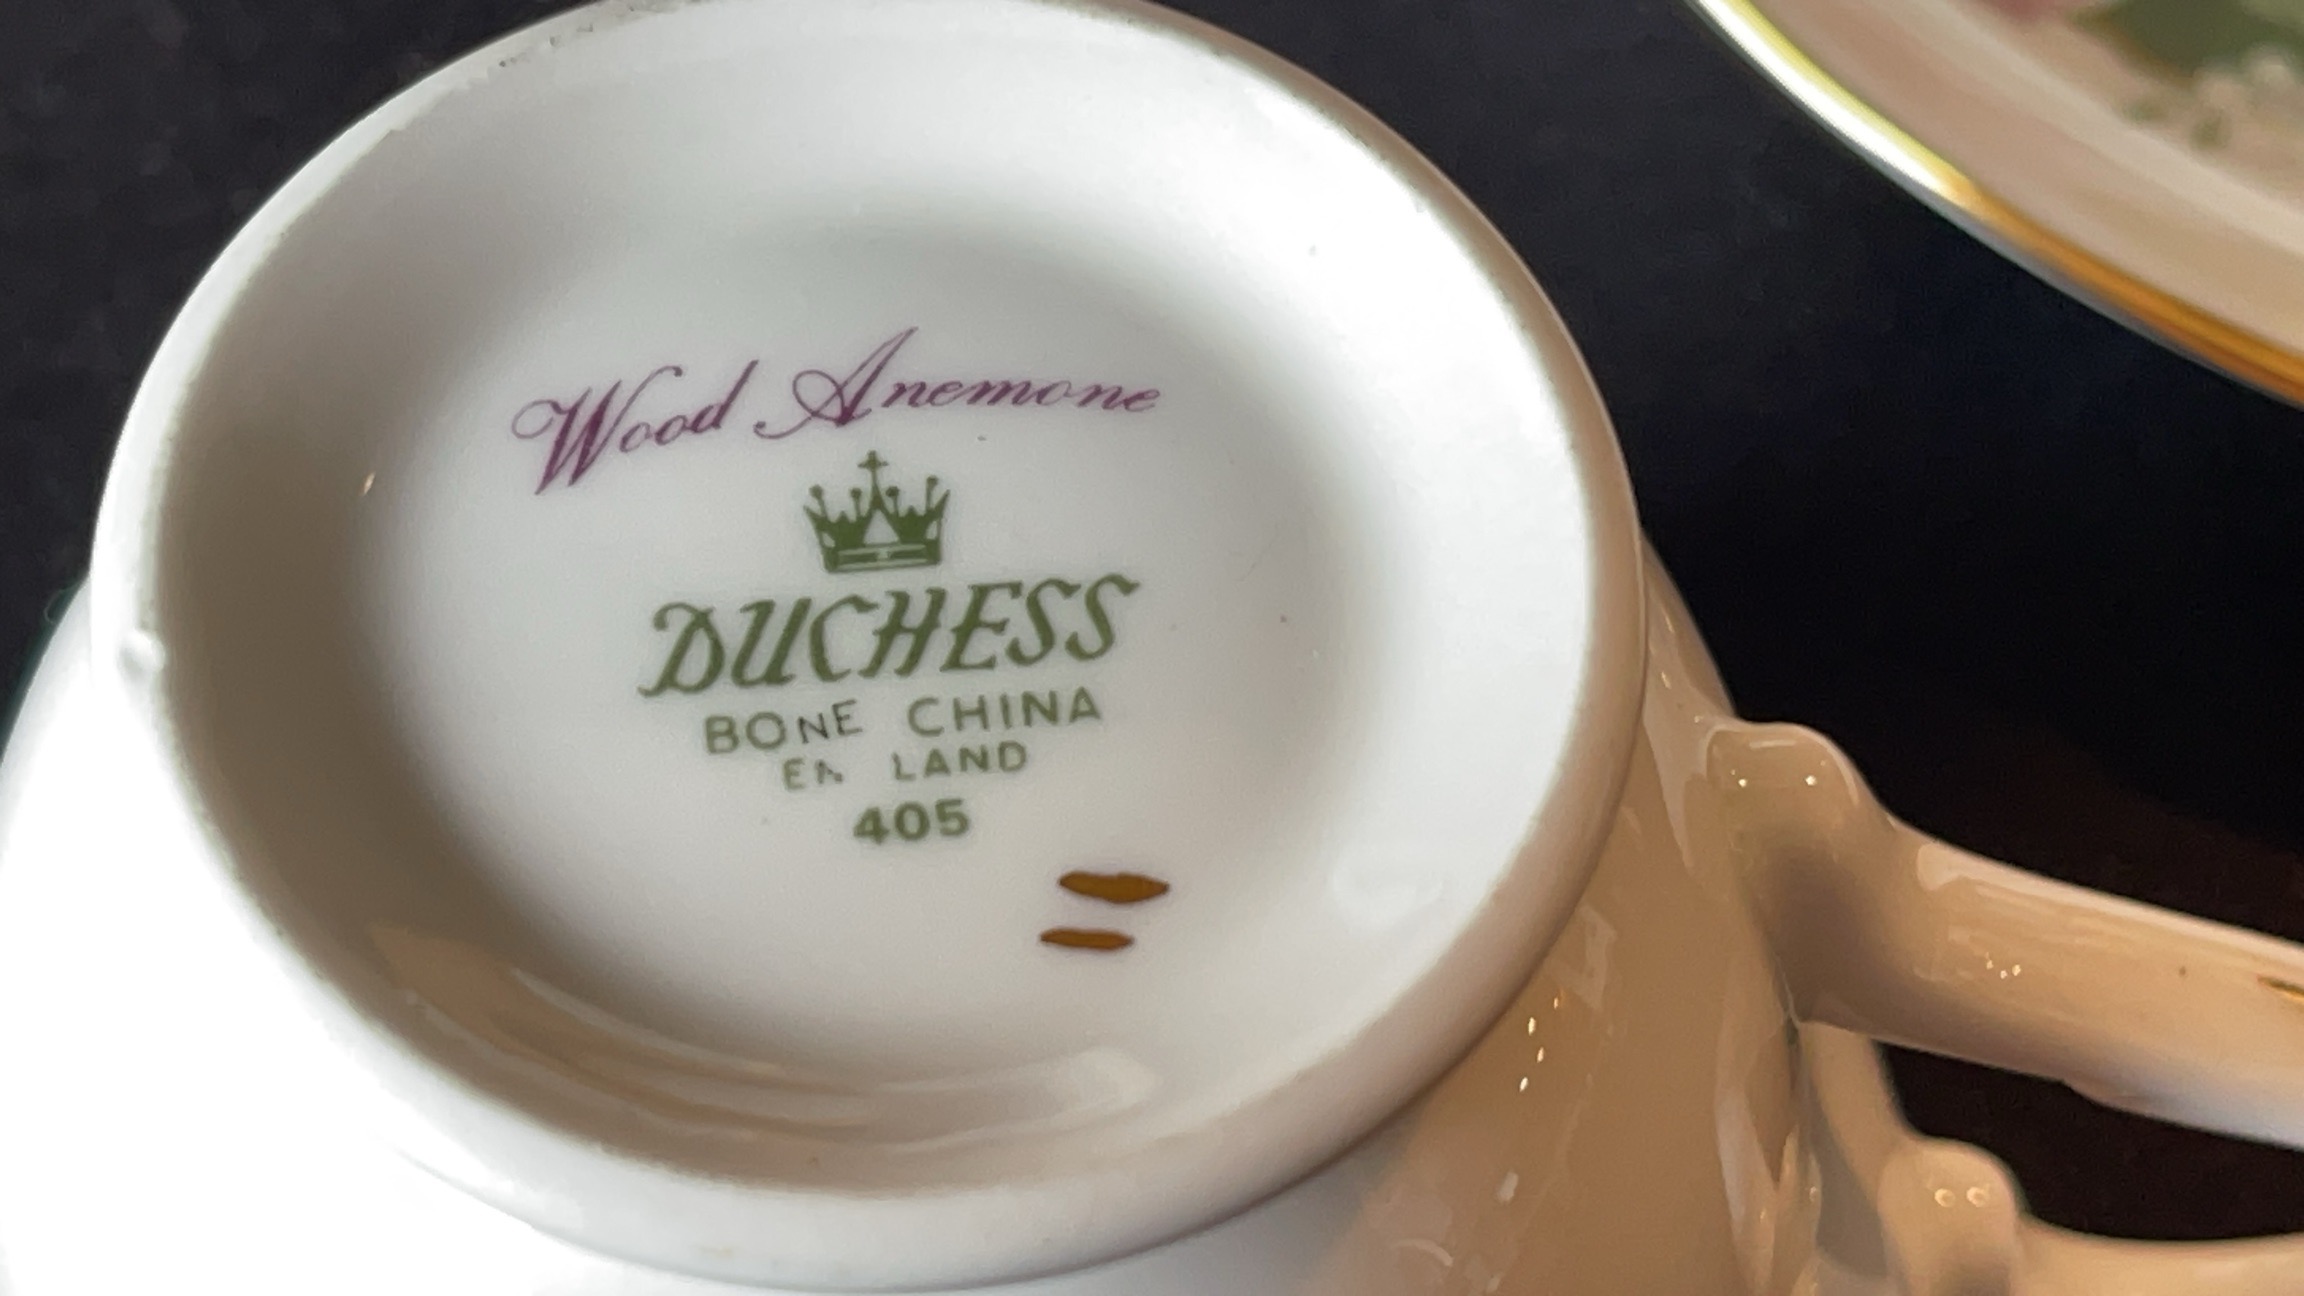 Wood Anemone
DUCHESS
BONE CHINA
EN LAND
405